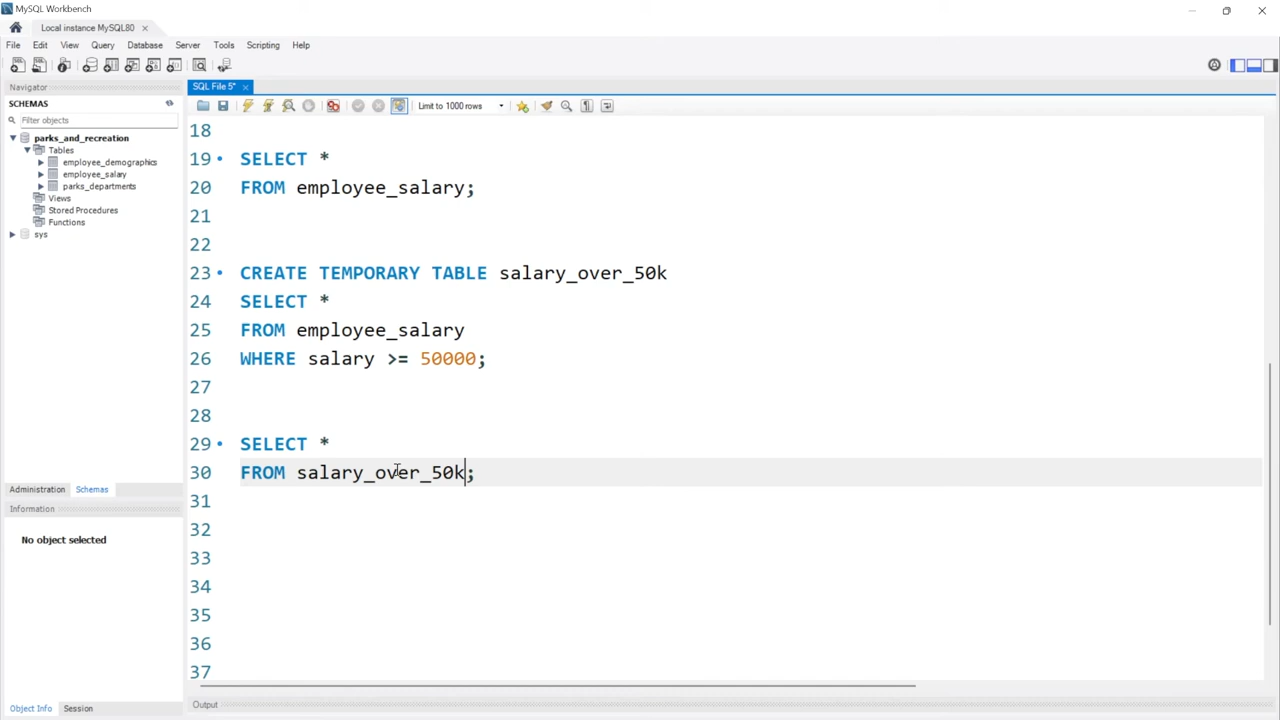 MySQL Workbench
Local instance MySQL80
File Edit View Query Database Server Tools Scripting Help
Navigator
SCHEMAS
Filter objects
parks_and_recreation
Tables
employee_demographics
employee_salary
parks_departments
Views
Stored Procedures
Functions
sys
Administration Schemas
Information
No object selected
Object Info Session
SQL File 5*
Limit to 1000 rows
18
19 SELECT *
20 FROM employee_salary;
21
22
23 CREATE TEMPORARY TABLE salary_over_50k
24 SELECT *
25 FROM employee_salary
26 WHERE salary >= 50000;
27
28
29 SELECT *
30 FROM salary_over_50k;
31
32
33
34
35
36
37
Output